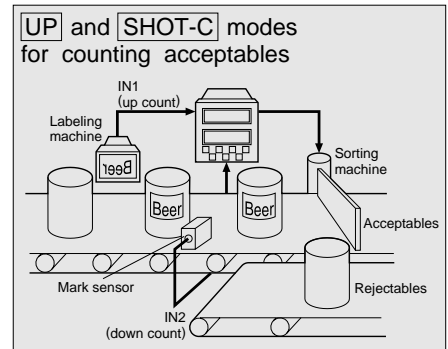 UP and SHOT-C modes
for counting acceptables
IN1
(up count)
Labeling
machine
Beer
Sorting
machine
Beer
Beer
Acceptables
Mark sensor
Rejectables
IN2
(down count)